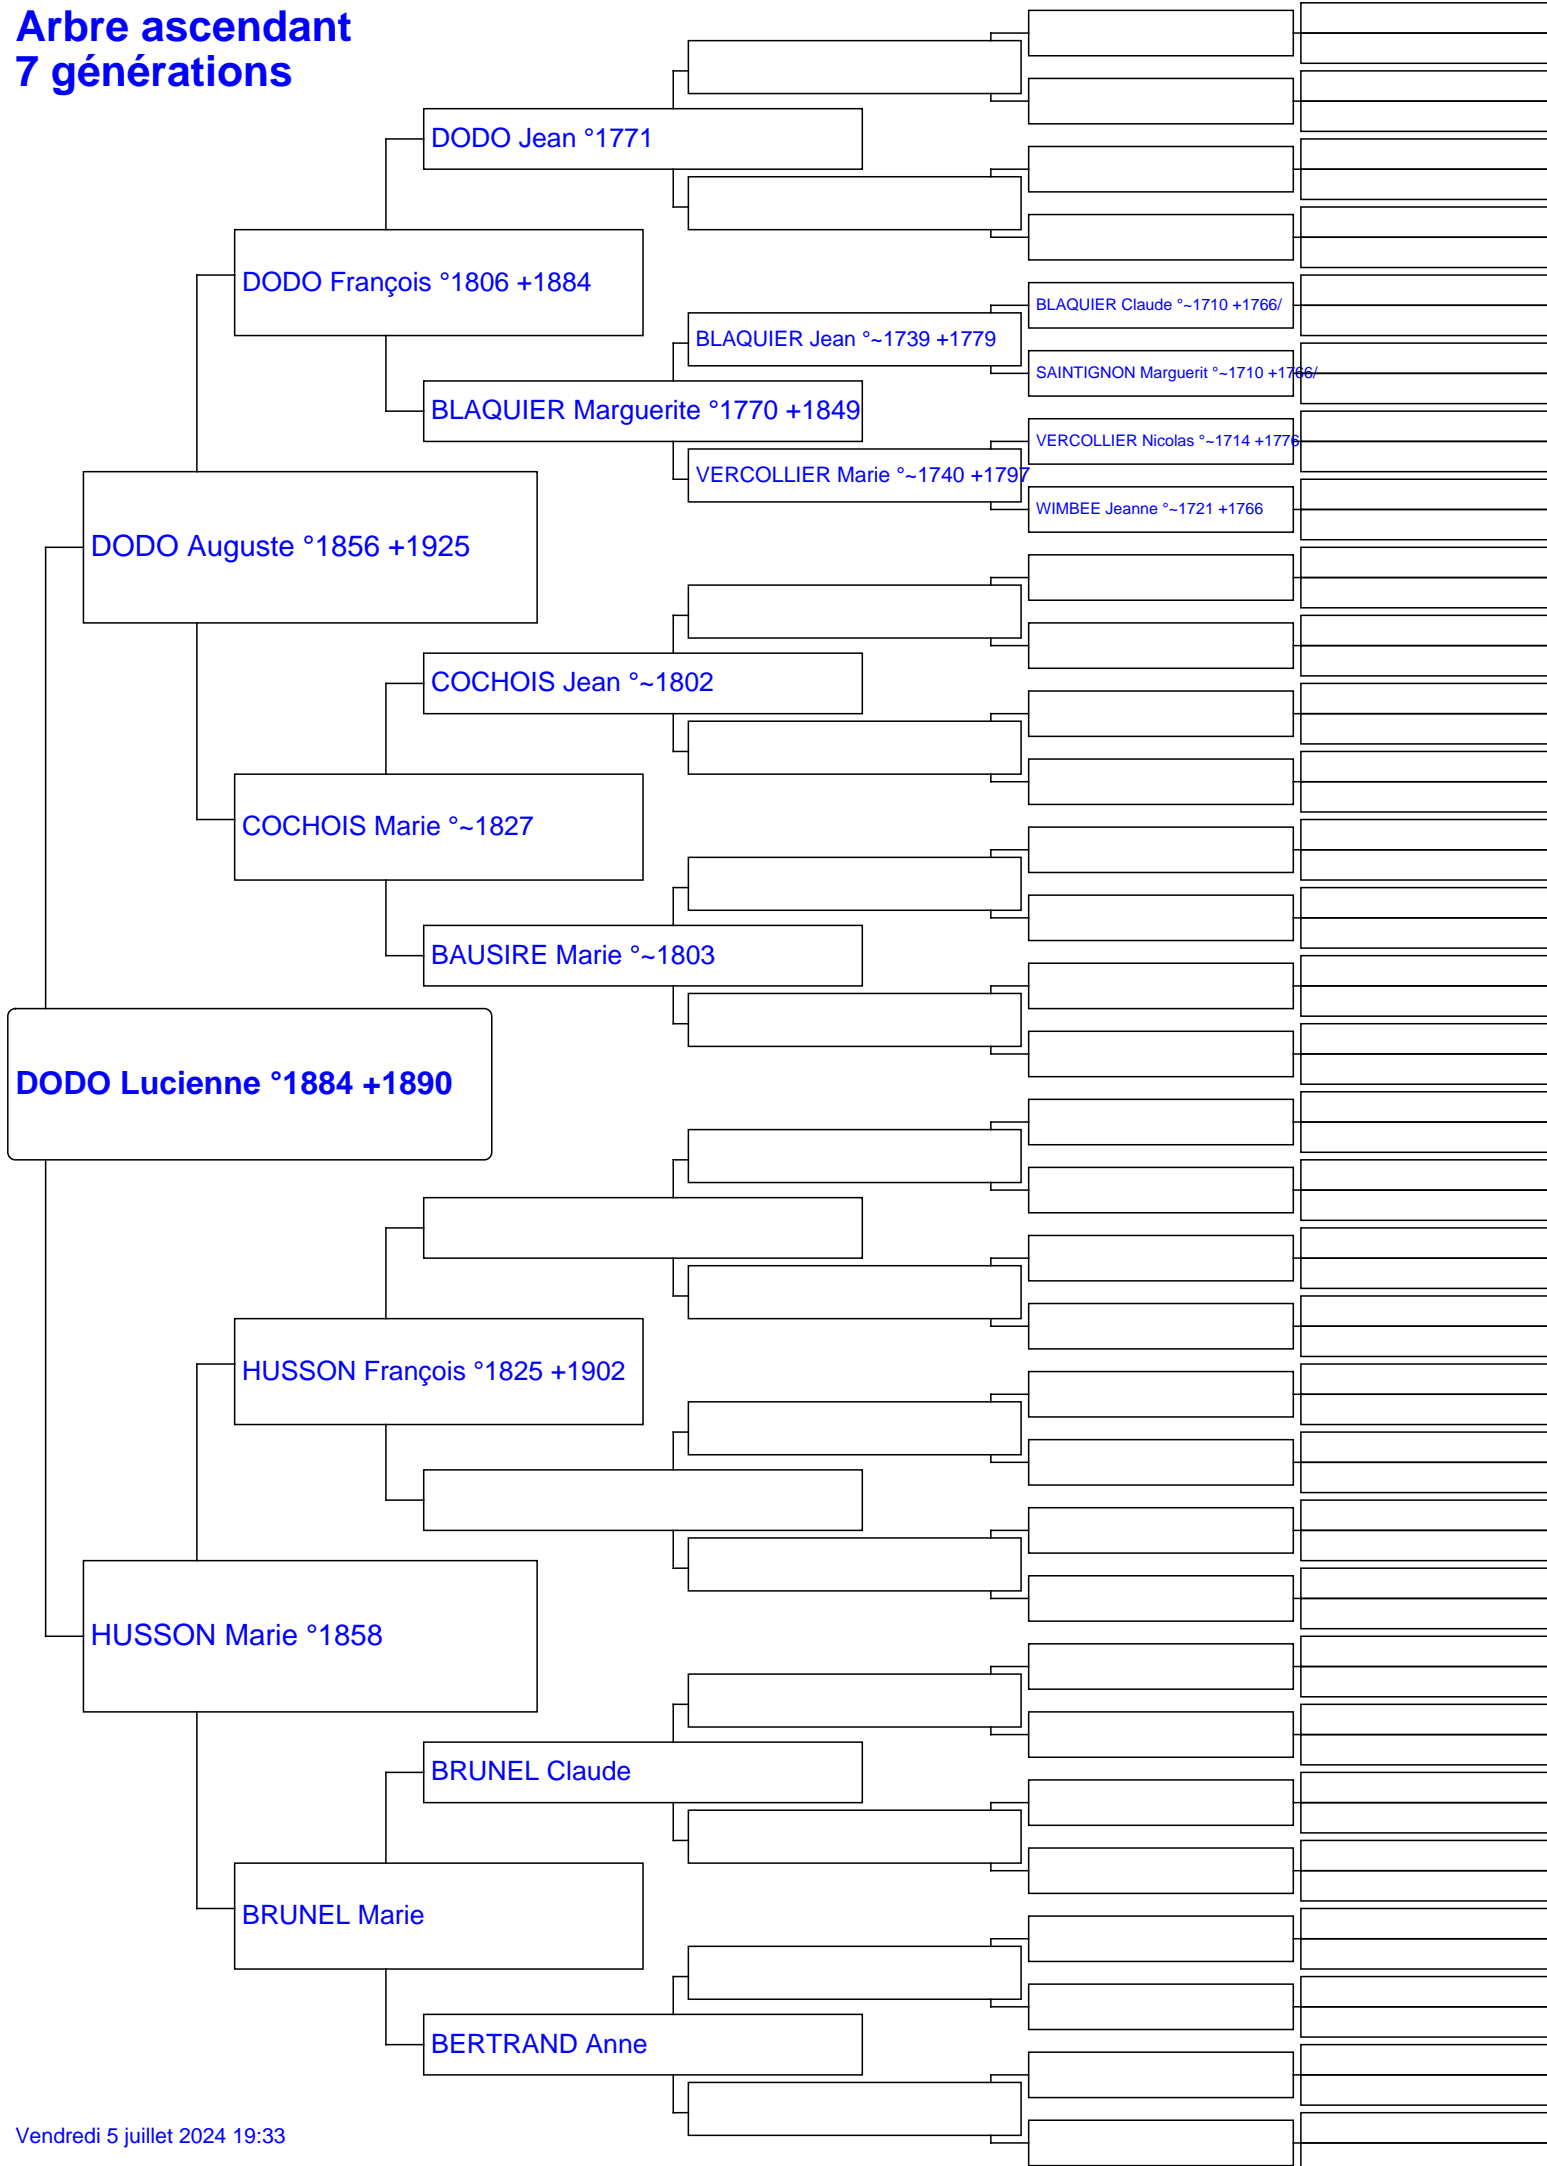 Arbre ascendant
7 générations
DODO Jean °1771
DODO François °1806 +1884
BLAQUIER Claude °~1710 +1766/
BLAQUIER Jean °~1739 +1779
SAINTIGNON Marguerit °~1710 +1766/
BLAQUIER Marguerite °1770 +1849
VERCOLLIER Nicolas °~1714 +1776
VERCOLLIER Marie °~1740 +1797
WIMBEE Jeanne °~1721 +1766
DODO Auguste °1856 +1925
COCHOIS Jean °~1802
COCHOIS Marie °~1827
BAUSIRE Marie °~1803
DODO Lucienne °1884 +1890
HUSSON François °1825 +1902
HUSSON Marie °1858
BRUNEL Claude
BRUNEL Marie
BERTRAND Anne
Vendredi 5 juillet 2024 19:33